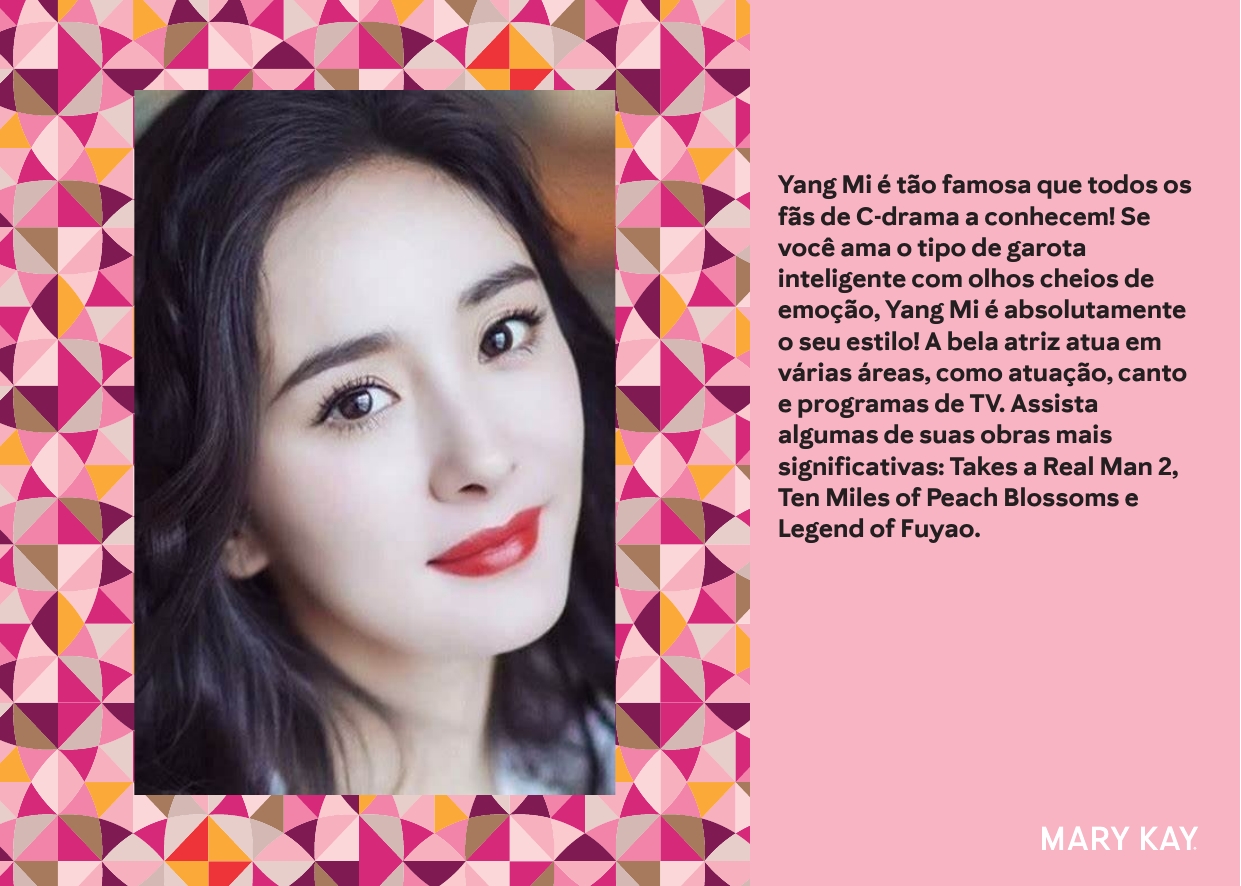 Yang Mi é tão famosa que todos os
fãs de C-drama a conhecem! Se
você ama o tipo de garota
inteligente com olhos cheios de
emoção, Yang Mi é absolutamente
o seu estilo! A bela atriz atua em
várias áreas, como atuação, canto
e programas de TV. Assista
algumas de suas obras mais
significativas: Takes a Real Man 2,
Ten Miles of Peach Blossoms e
Legend of Fuyao.
MARY KAY